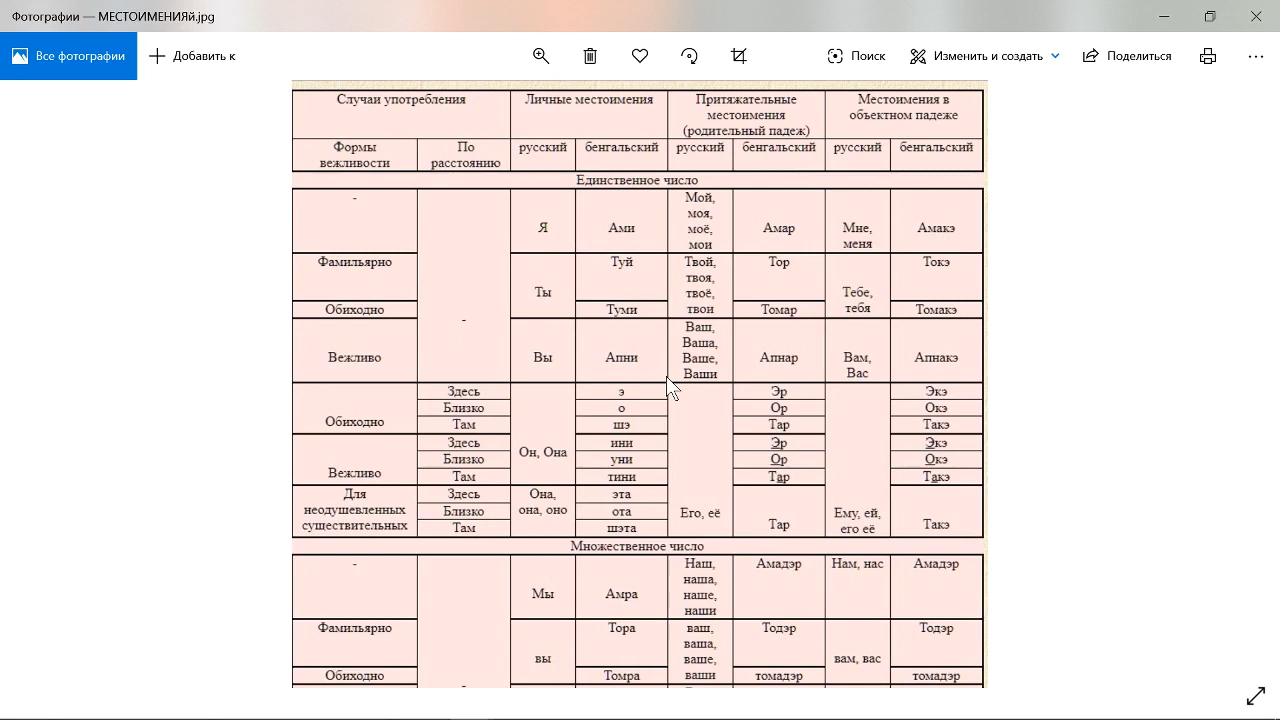 Фотографии — МЕСТОИМЕНИЯй.jpg
Все фотографии Добавить к Поиск Изменить и создать Поделиться
Случаи употребления Личные местоимения Притяжательные местоимения (родительный падеж) Местоимения в объектном падеже
Формы вежливости По расстоянию русский бенгальский русский бенгальский русский бенгальский
Единственное число
- - Я Ами Мой, моя, моё, мои Амар Мне, меня Амакэ
Фамильярно Ты Туй Твой, твоя, твоё, твои Тор Тебе, тебя Токэ
Обиходно Туми Томар Томакэ
Вежливо Вы Апни Ваш, Ваша, Ваше, Ваши Апнар Вам, Вас Апнакэ
Обиходно Здесь Он, Она э Его, её Эр Ему, ей, его её Экэ
Близко о Ор Окэ
Там шэ Тар Такэ
Вежливо Здесь ини Эр Экэ
Близко уни Ор Окэ
Там тини Тар Такэ
Для неодушевленных существительных Здесь Она, она, оно эта Тар Такэ
Близко ота
Там шэта
Множественное число
- - Мы Амра Наш, наша, наше, наши Амадэр Нам, нас Амадэр
Фамильярно вы Тора ваш, ваша, ваше, ваши Тодэр вам, вас Тодэр
Обиходно Томра томадэр томадэр